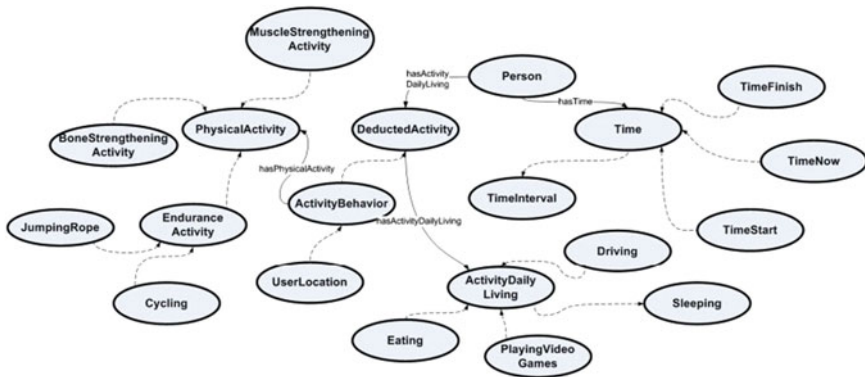 MuscleStrengthening
Activity
hasActivity
DailyLiving
Person
TimeFinish
BoneStrengthening
Activity
PhysicalActivity
DeductedActivity
hasTime
Time
TimeNow
hasPhysicalActivity
ActivityBehavior
TimeInterval
JumpingRope
Endurance
Activity
hasActivityDailyLiving
TimeStart
Driving
UserLocation
ActivityDaily
Living
Cycling
Sleeping
Eating
PlayingVideo
Games